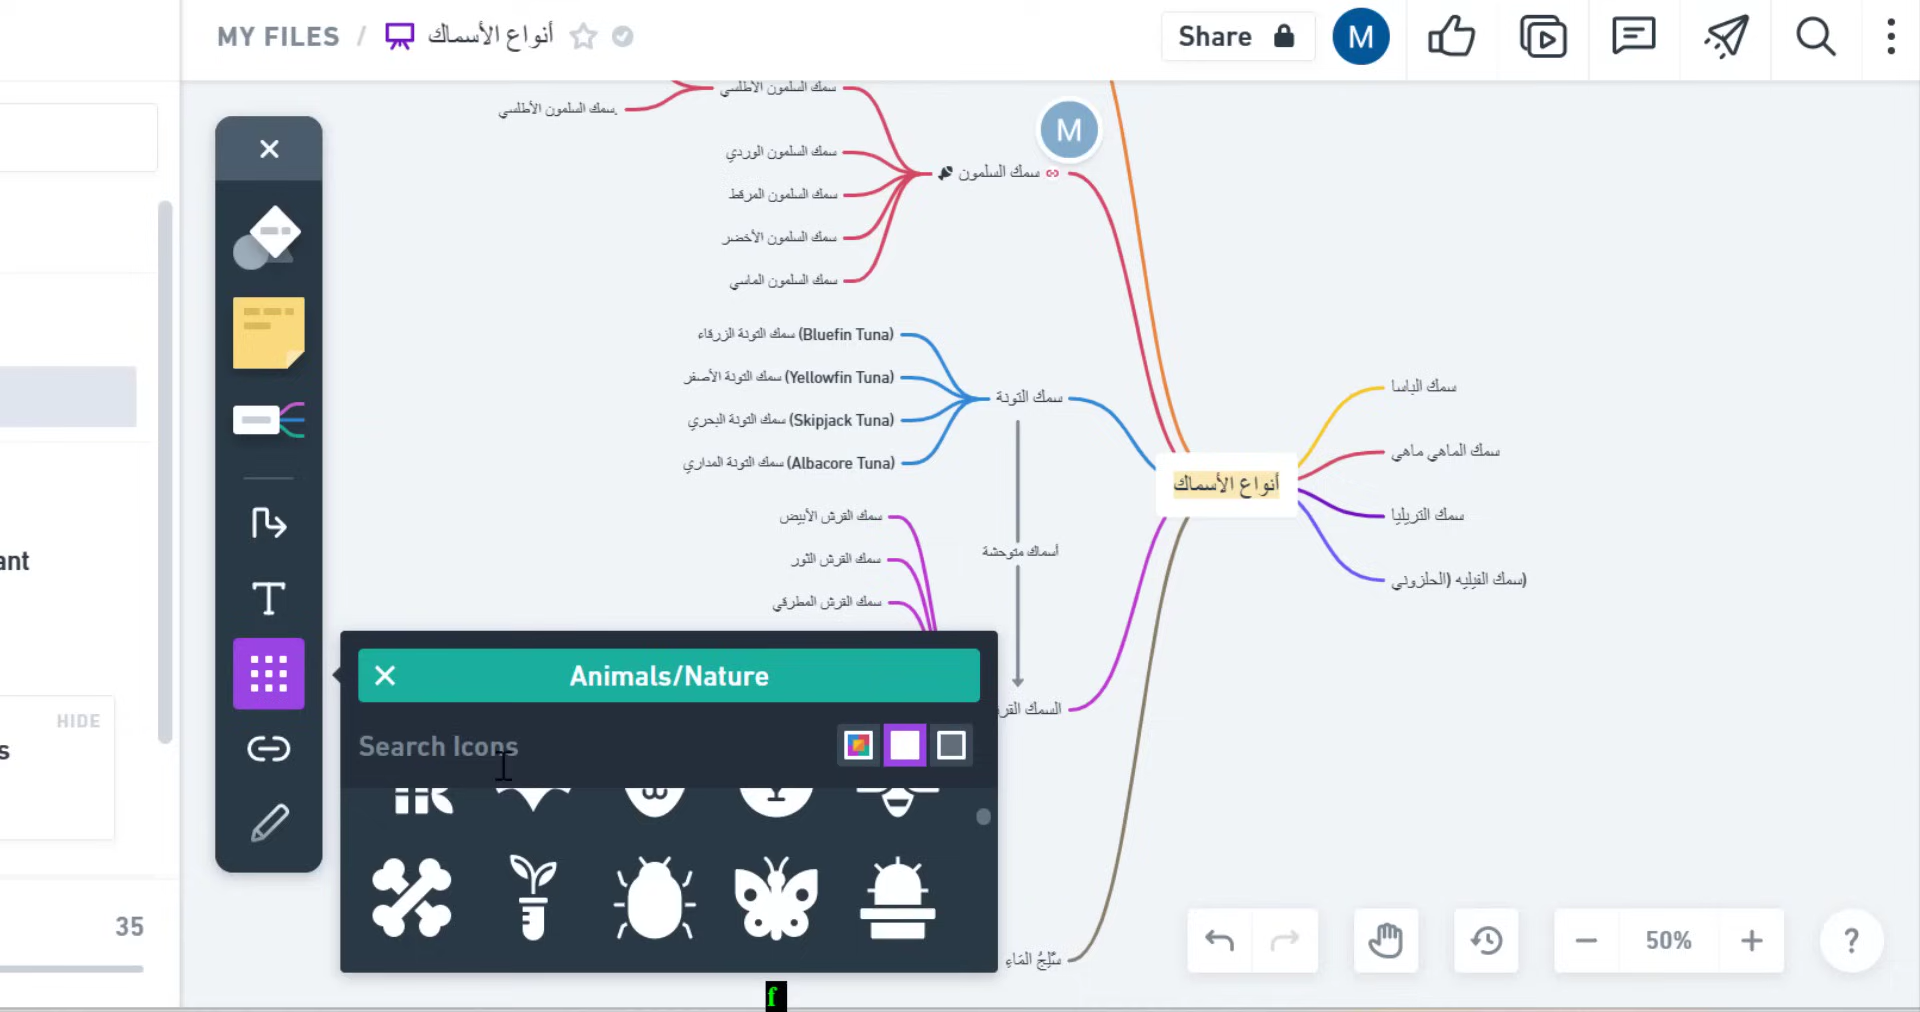 MY FILES / أنواع الأسماك
Share
M
M
سمك السلمون الأطلسي
سمك السلمون الأطلسي.
سمك السلمون الوردي
سمك السلمون
سمك السلمون المرقط
سمك السلمون الأخضر
سمك السلمون الماسي
سمك التونة الزرقاء (Bluefin Tuna)
سمك التونة الأصفر (Yellowfin Tuna)
سمك التونة
سمك التونة البحري (Skipjack Tuna)
سمك التونة المداري (Albacore Tuna)
سمك الباسا
سمك الماهي ماهي
أنواع الأسماك
سمك التريليا
سمك القرش الأبيض
أسماك متوحشة
سمك القرش الثور
(سمك الفيليه (الحلزوني
سمك القرش المطرقي
السمك القر
ant
HIDE
s
35
T
Animals/Nature
Search Icons
50%
?
f